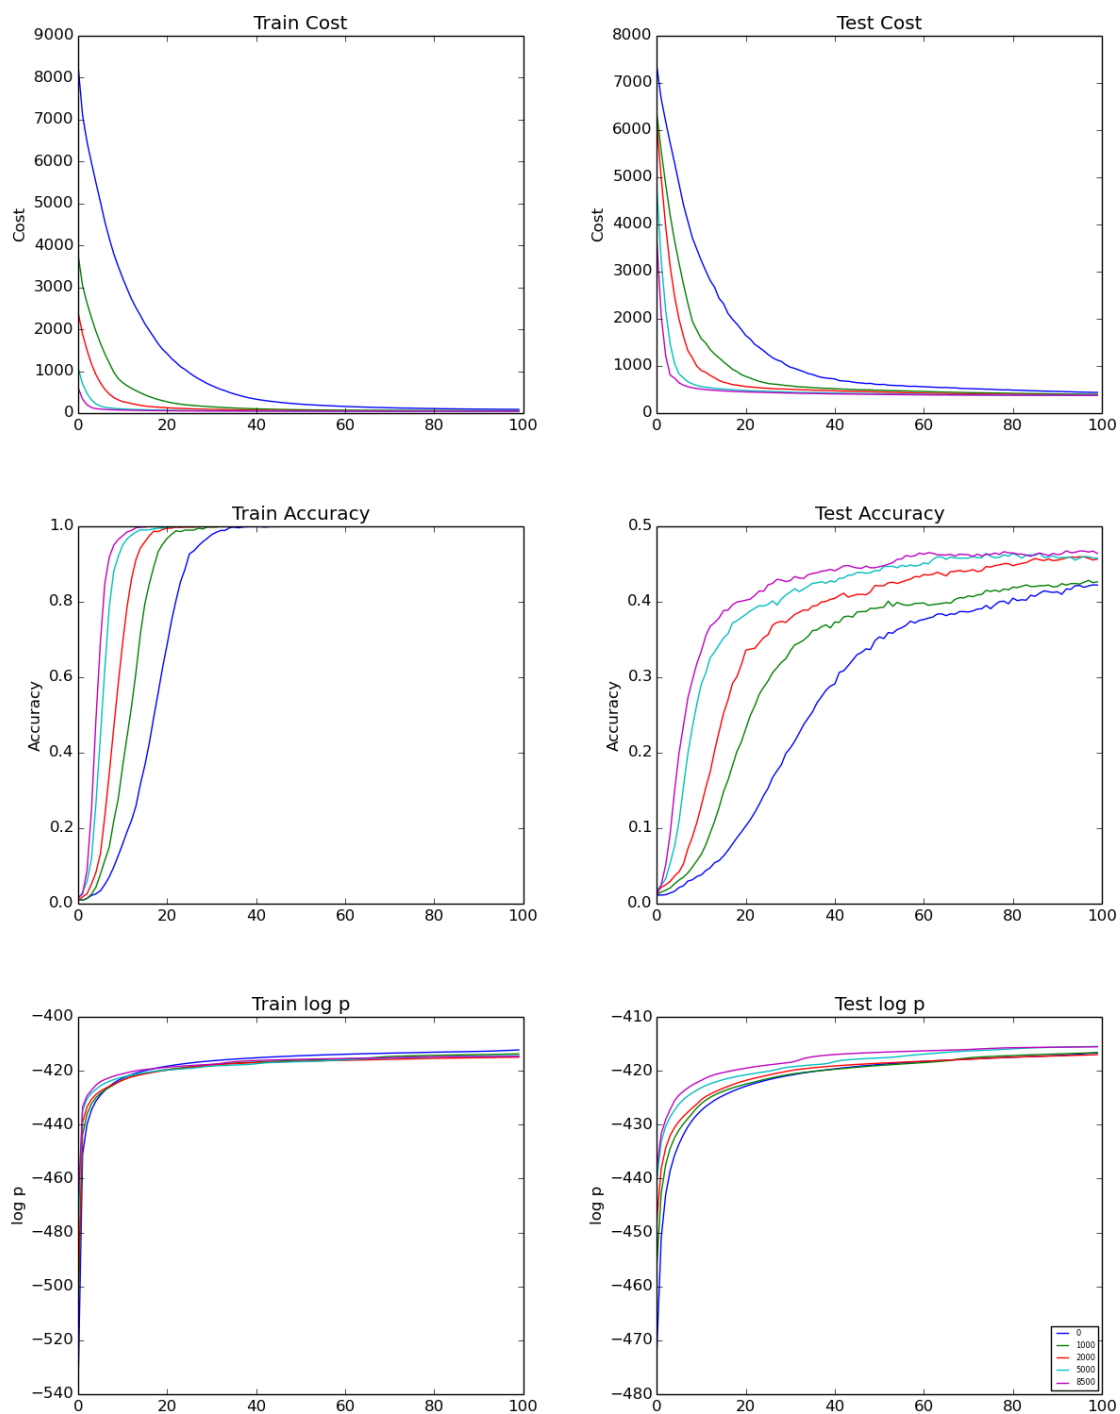 Train Cost
9000
8000
7000
6000
5000
4000
3000
2000
1000
0
Cost
0 20 40 60 80 100
Test Cost
8000
7000
6000
5000
4000
3000
2000
1000
0
Cost
0 20 40 60 80 100
Train Accuracy
1.0
0.8
0.6
0.4
0.2
0.0
Accuracy
0 20 40 60 80 100
Test Accuracy
0.5
0.4
0.3
0.2
0.1
0.0
Accuracy
0 20 40 60 80 100
Train log p
−400
−420
−440
−460
−480
−500
−520
−540
log p
0 20 40 60 80 100
Test log p
−410
−420
−430
−440
−450
−460
−470
−480
log p
0 20 40 60 80 100
0
1000
2000
5000
8500